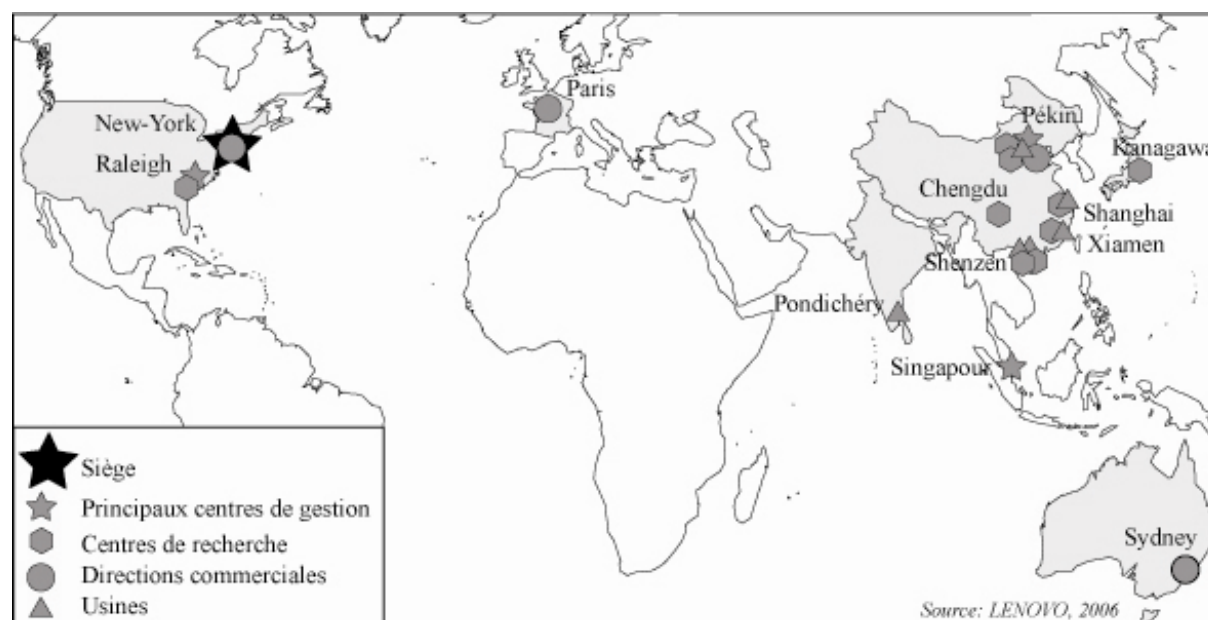 Paris
New-York
Pékin
Raleigh
Kanagawa
Chengdu
Shanghai
Xiamen
Shenzen
Pondichéry
Singapour
Sydney
Siège
Principaux centres de gestion
Centres de recherche
Directions commerciales
Usines
Source: LENOVO, 2006